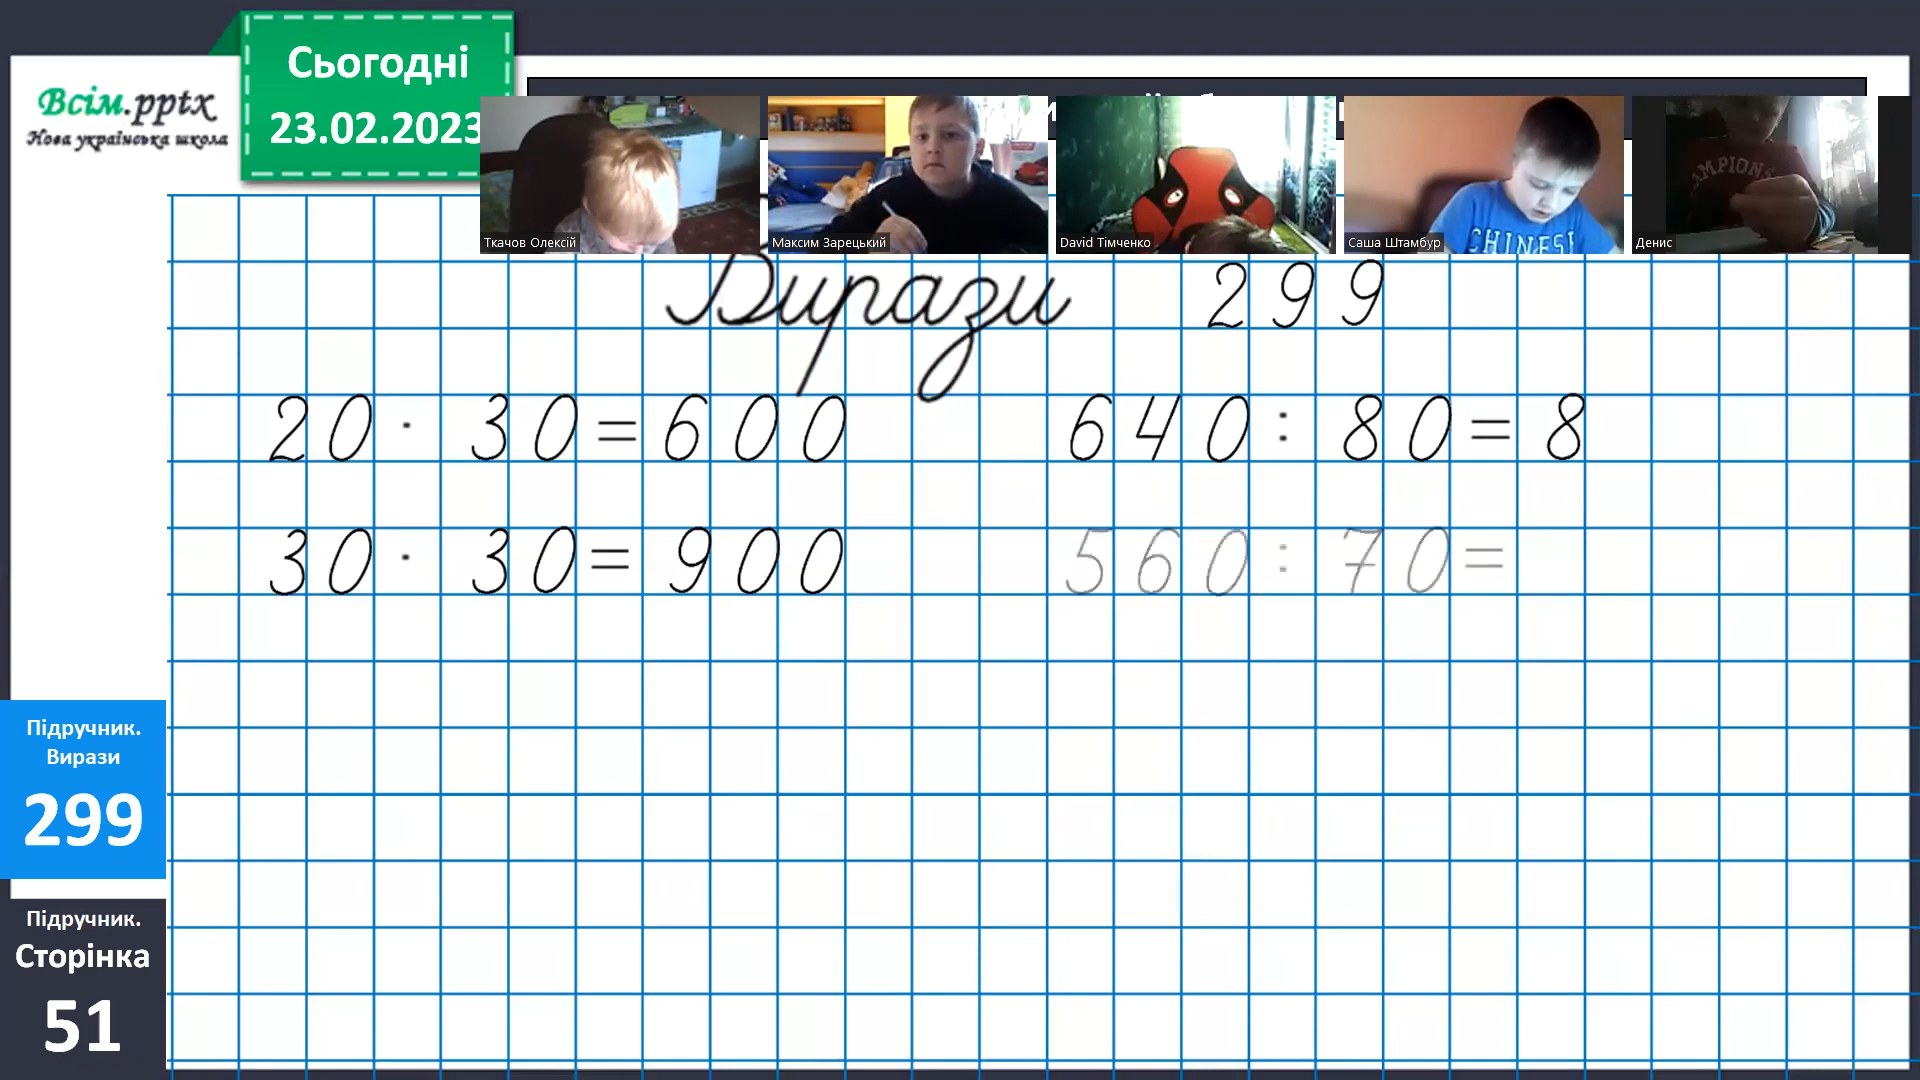 Сьогодні
23.02.2023
Всім.pptx
Нова українська школа
Ткачов Олексій
Максим Зарецький
David Тімченко
Саша Штамбур
Денис
CHINESE
Вирази 299
20 · 30 = 600
640 : 80 = 8
30 · 30 = 900
560 : 70 =
Підручник.
Вирази
299
Підручник.
Сторінка
51